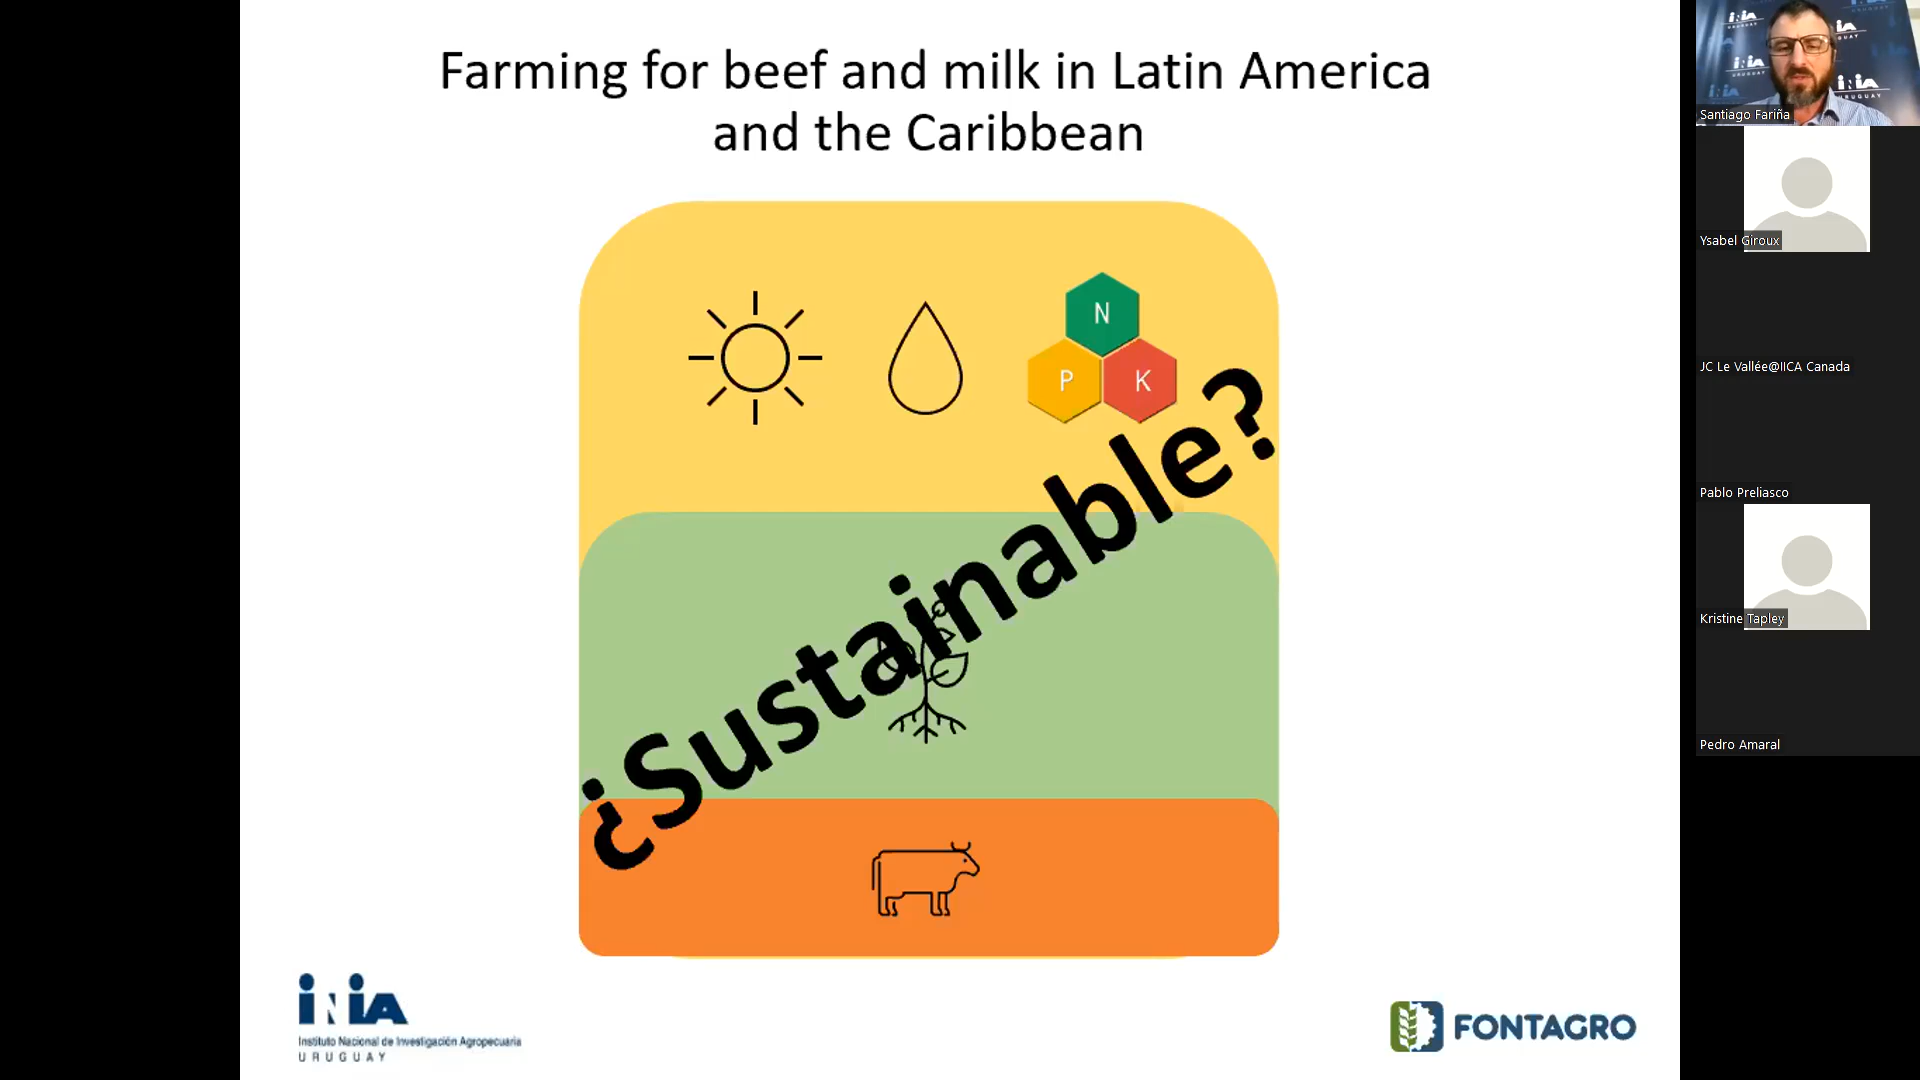 Farming for beef and milk in Latin America
and the Caribbean
N
P
K
¿Sustainable?
INIA
Instituto Nacional de Investigación Agropecuaria
URUGUAY
FONTAGRO
Santiago Fariña
Ysabel Giroux
JC Le Vallée@IICA Canada
Pablo Preliasco
Kristine Tapley
Pedro Amaral